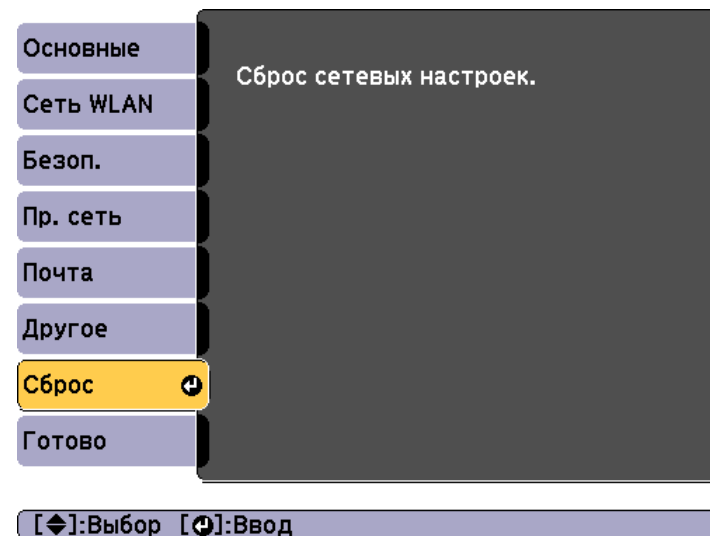 Основные
Сброс сетевых настроек.
Сеть WLAN
Безоп.
Пр. сеть
Почта
Другое
Сброс
Готово
[◆]:Выбор [⏎]:Ввод